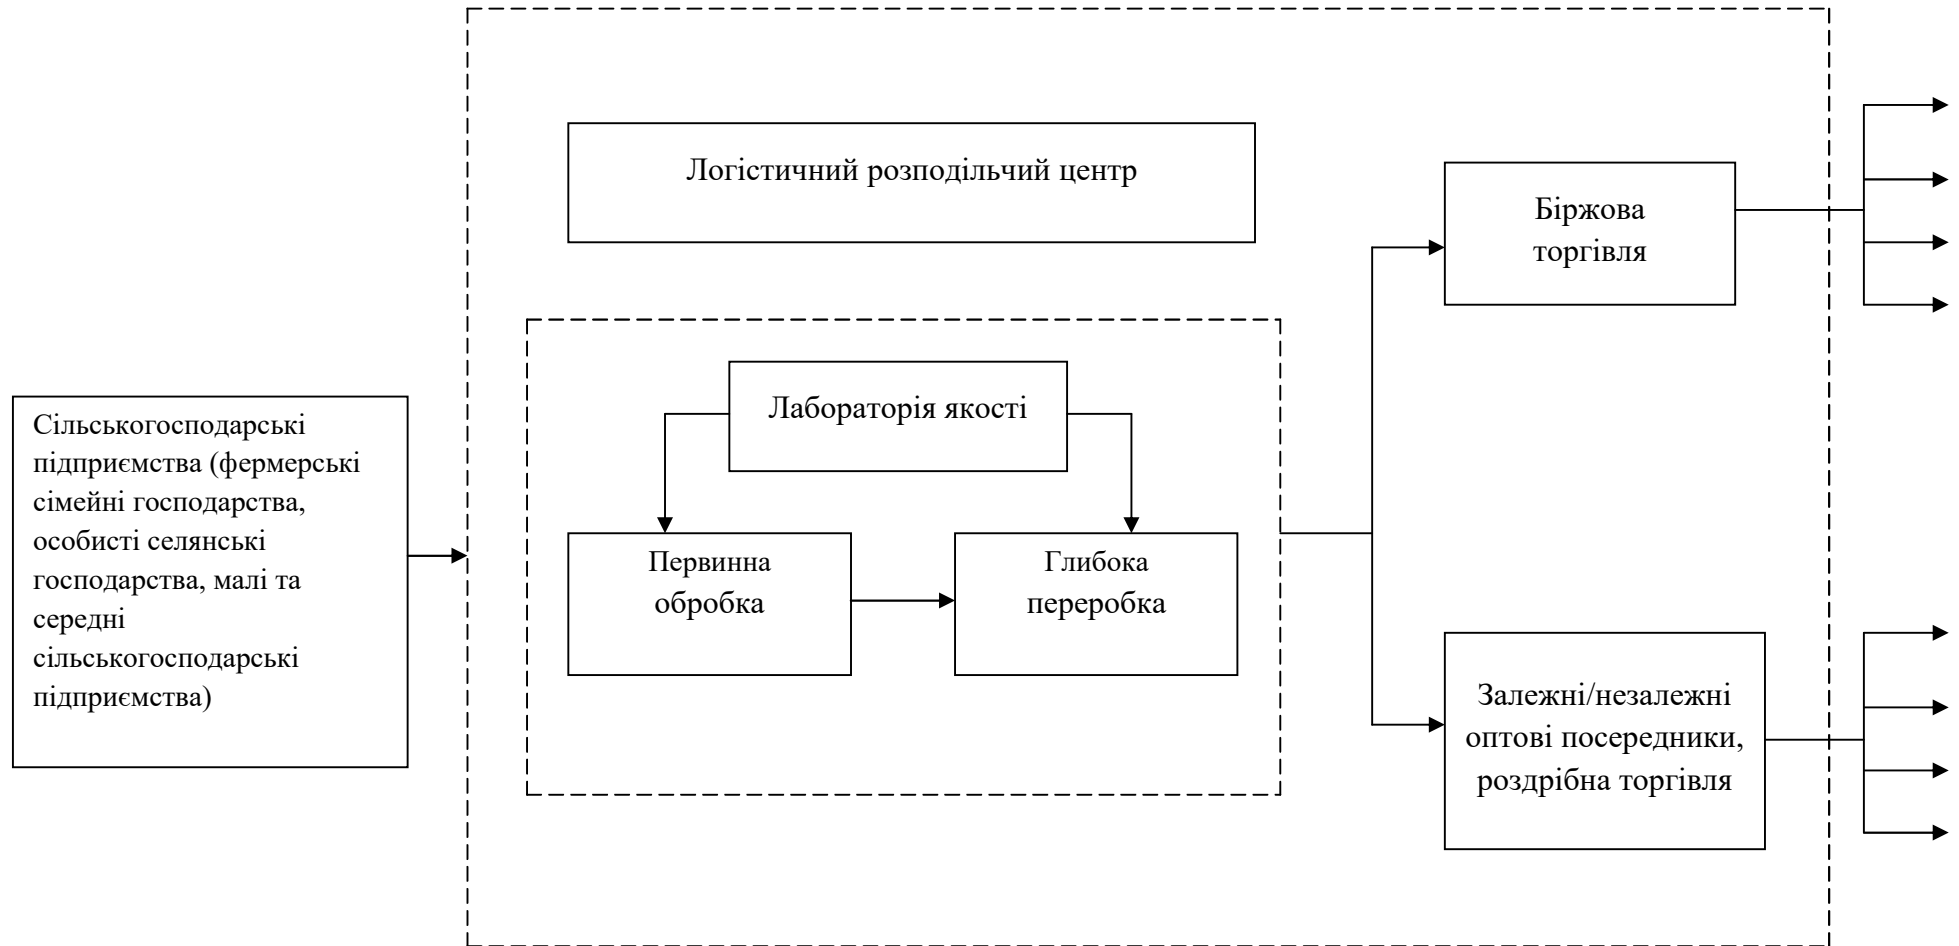 Логістичний розподільчий центр
Біржова
торгівля
Лабораторія якості
Сільськогосподарські
підприємства (фермерські
сімейні господарства,
особисті селянські
господарства, малі та
середні
сільськогосподарські
підприємства)
Первинна
обробка
Глибока
переробка
Залежні/незалежні
оптові посередники,
роздрібна торгівля